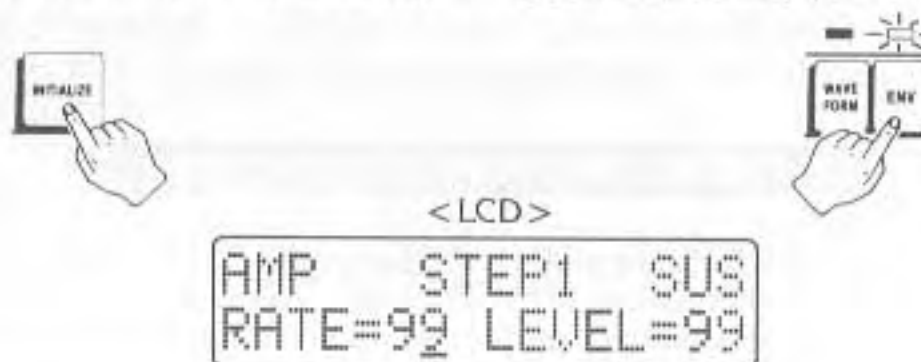 INITIALIZE
WAVE
FORM
ENV
<LCD>
AMP STEP1 SUS
RATE=99 LEVEL=99